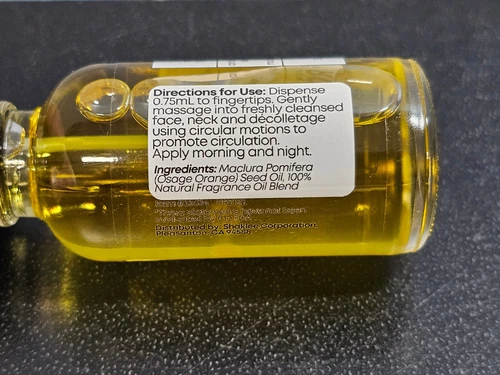 Directions for Use: Dispense
0.75mL to fingertips. Gently
massage into freshly cleansed
face, neck and décolletage
using circular motions to
promote circulation.
Apply morning and night.
Ingredients: Maclura Pomifera
(Osage Orange) Seed Oil, 100%
Natural Fragrance Oil Blend
Distributed by: Shaklee Corporation,
Pleasanton, CA 94588